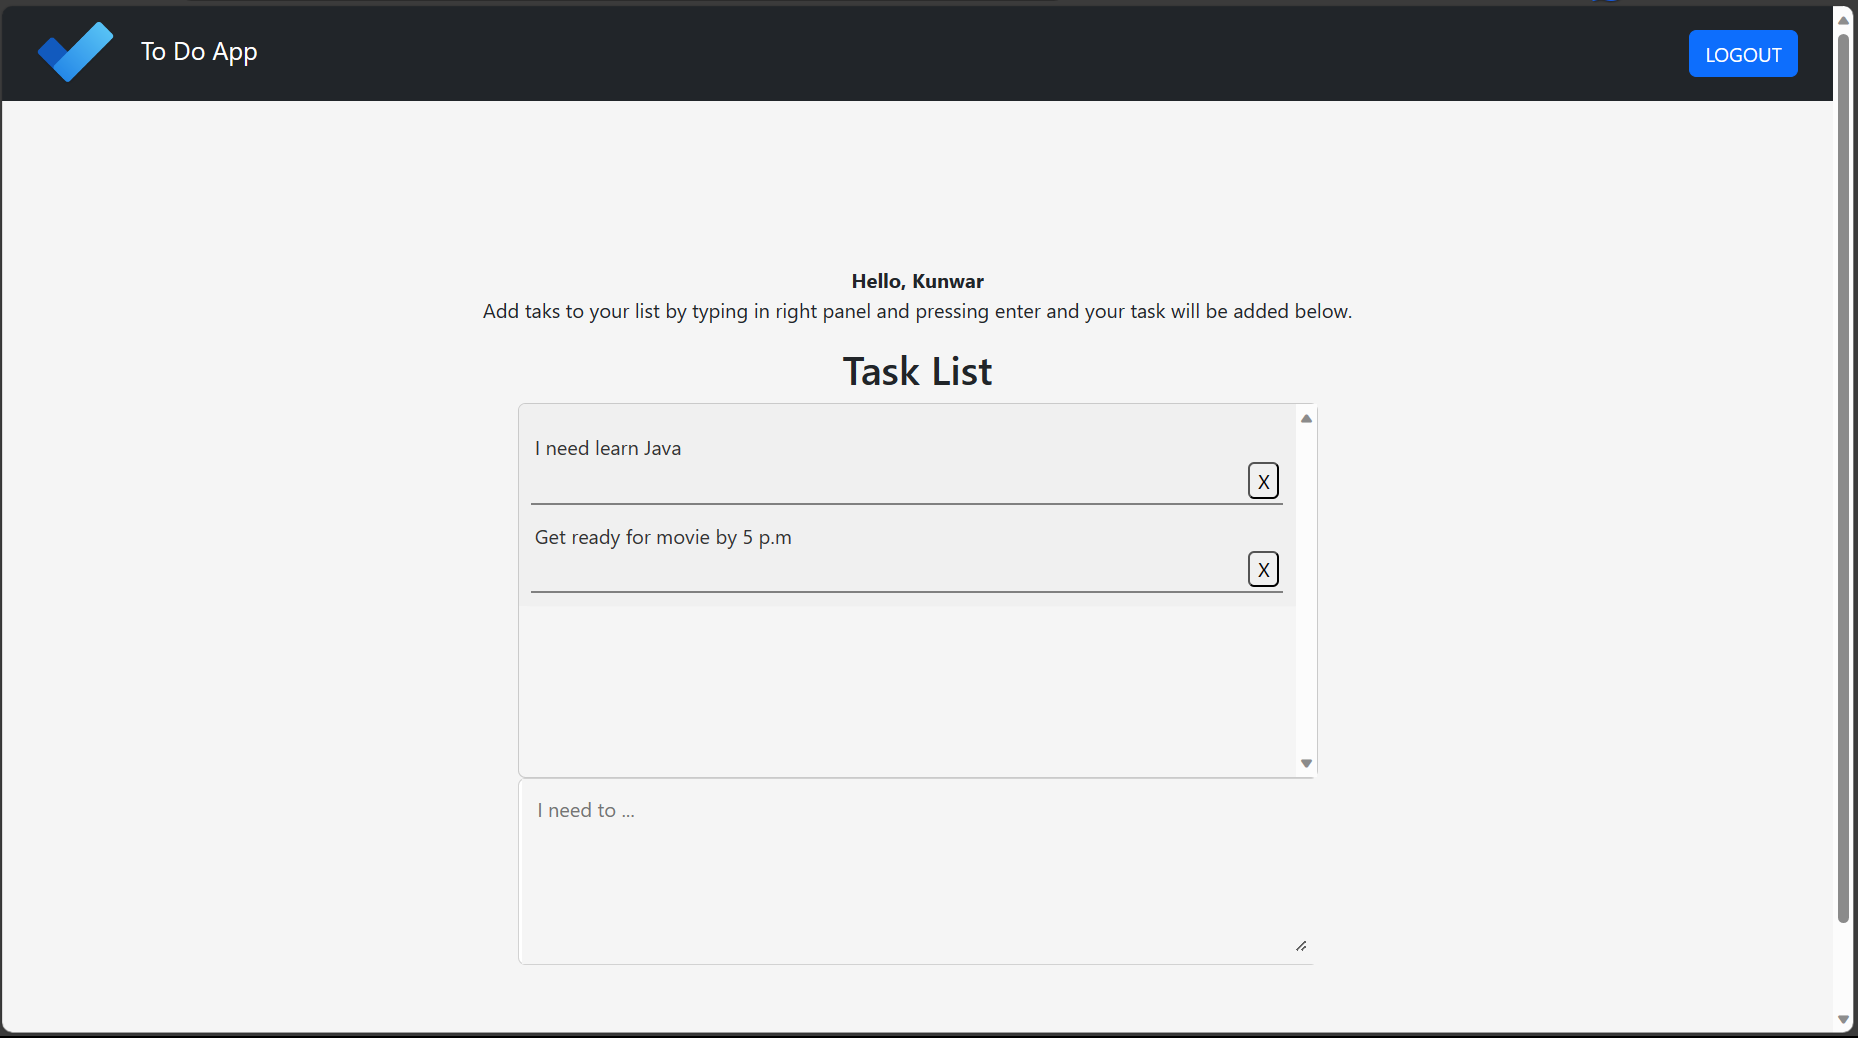 To Do App
LOGOUT
Hello, Kunwar
Add taks to your list by typing in right panel and pressing enter and your task will be added below.
Task List
I need learn Java
X
Get ready for movie by 5 p.m
X
I need to ...